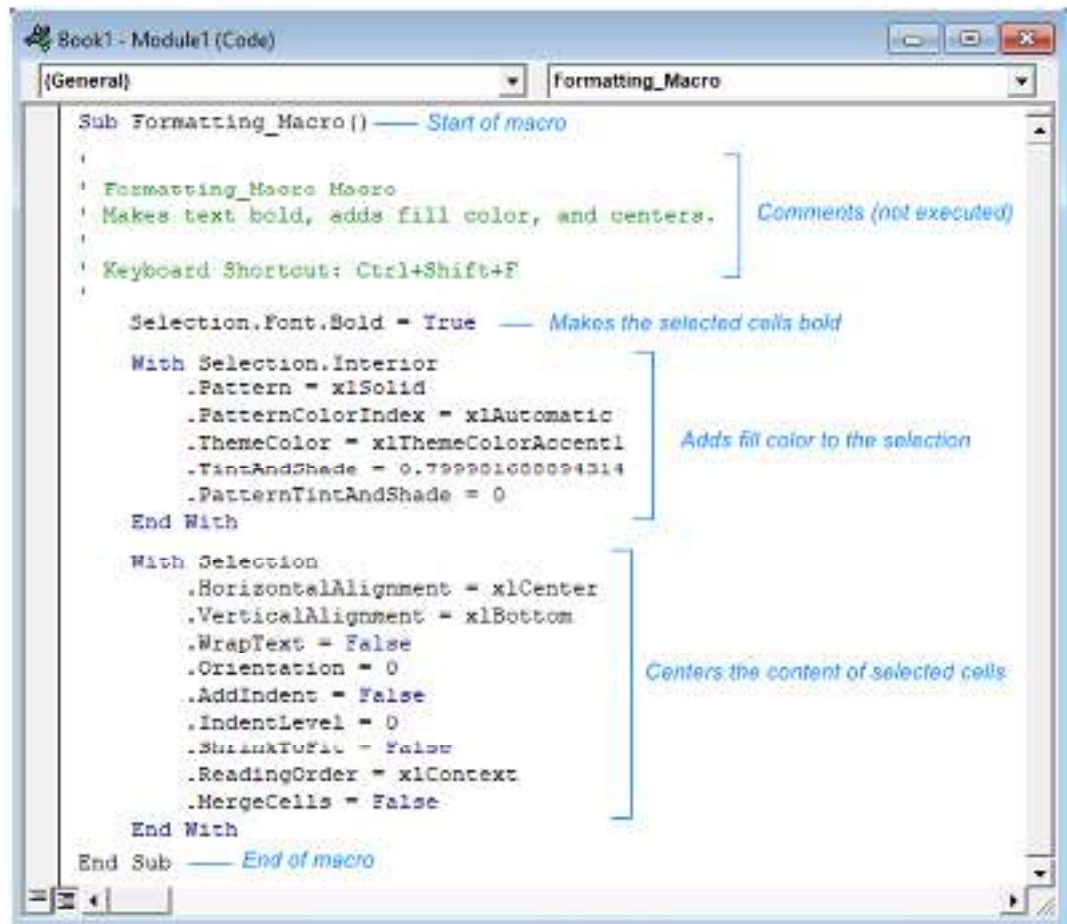 Book1 - Module1 (Code)
(General) Formatting_Macro
Sub Formatting_Macro() Start of macro
'
' Formatting_Macro Macro
' Makes text bold, adds fill color, and centers.
Comments (not executed)
'
' Keyboard Shortcut: Ctrl+Shift+F
'
Selection.Font.Bold = True Makes the selected cells bold
With Selection.Interior
.Pattern = xlSolid
.PatternColorIndex = xlAutomatic
.ThemeColor = xlThemeColorAccent1
Adds fill color to the selection
.TintAndShade =
.PatternTintAndShade = 0
End With
With Selection
.HorizontalAlignment = xlCenter
.VerticalAlignment = xlBottom
.WrapText = False
.Orientation = 0
Centers the content of selected cells
.AddIndent = False
.IndentLevel = 0
.ShrinkToFit = False
.ReadingOrder = xlContext
.MergeCells = False
End With
End Sub End of macro